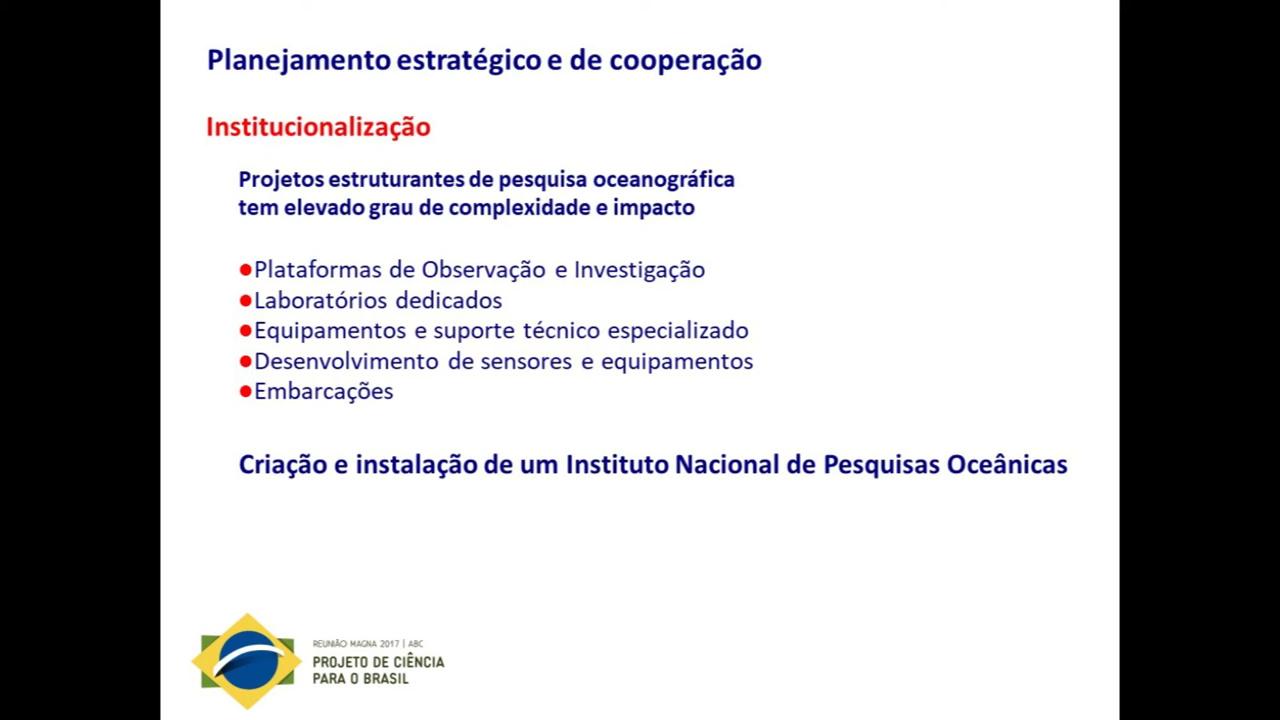 Planejamento estratégico e de cooperação
Institucionalização
Projetos estruturantes de pesquisa oceanográfica
tem elevado grau de complexidade e impacto
●Plataformas de Observação e Investigação
●Laboratórios dedicados
●Equipamentos e suporte técnico especializado
●Desenvolvimento de sensores e equipamentos
●Embarcações
Criação e instalação de um Instituto Nacional de Pesquisas Oceânicas
REUNIÃO MAGNA 2017 | ABC
PROJETO DE CIÊNCIA
PARA O BRASIL